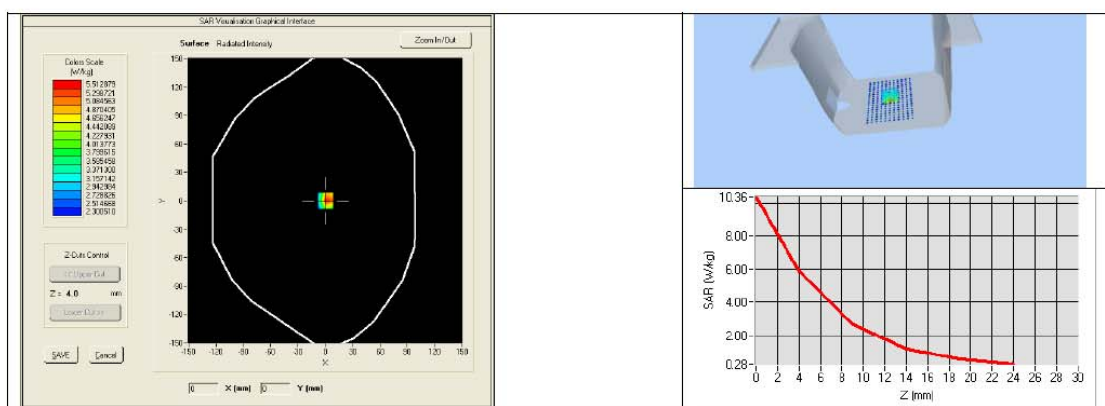 SAR Visualisation Graphical Interface
Surface Radiated Intensity
Zoom In/Out
Colors Scale
(W/kg)
5.512879
5.298721
5.084563
4.870405
4.656247
4.442089
4.227931
4.013773
3.799615
3.585458
3.371300
3.157142
2.942984
2.728826
2.514668
2.300510
Z-Cuts Control
Z = 4.0 mm
SAVE Cancel
150
120
90
60
30
0
-30
-60
-90
-120
-150
Y
-150 -120 -90 -60 -30 0 30 60 90 120 150
X
0 X (mm) 0 Y (mm)
10.36
8.00
6.00
4.00
2.00
0.28
SAR (W/kg)
0 2 4 6 8 10 12 14 16 18 20 22 24 26 28 30
Z (mm)